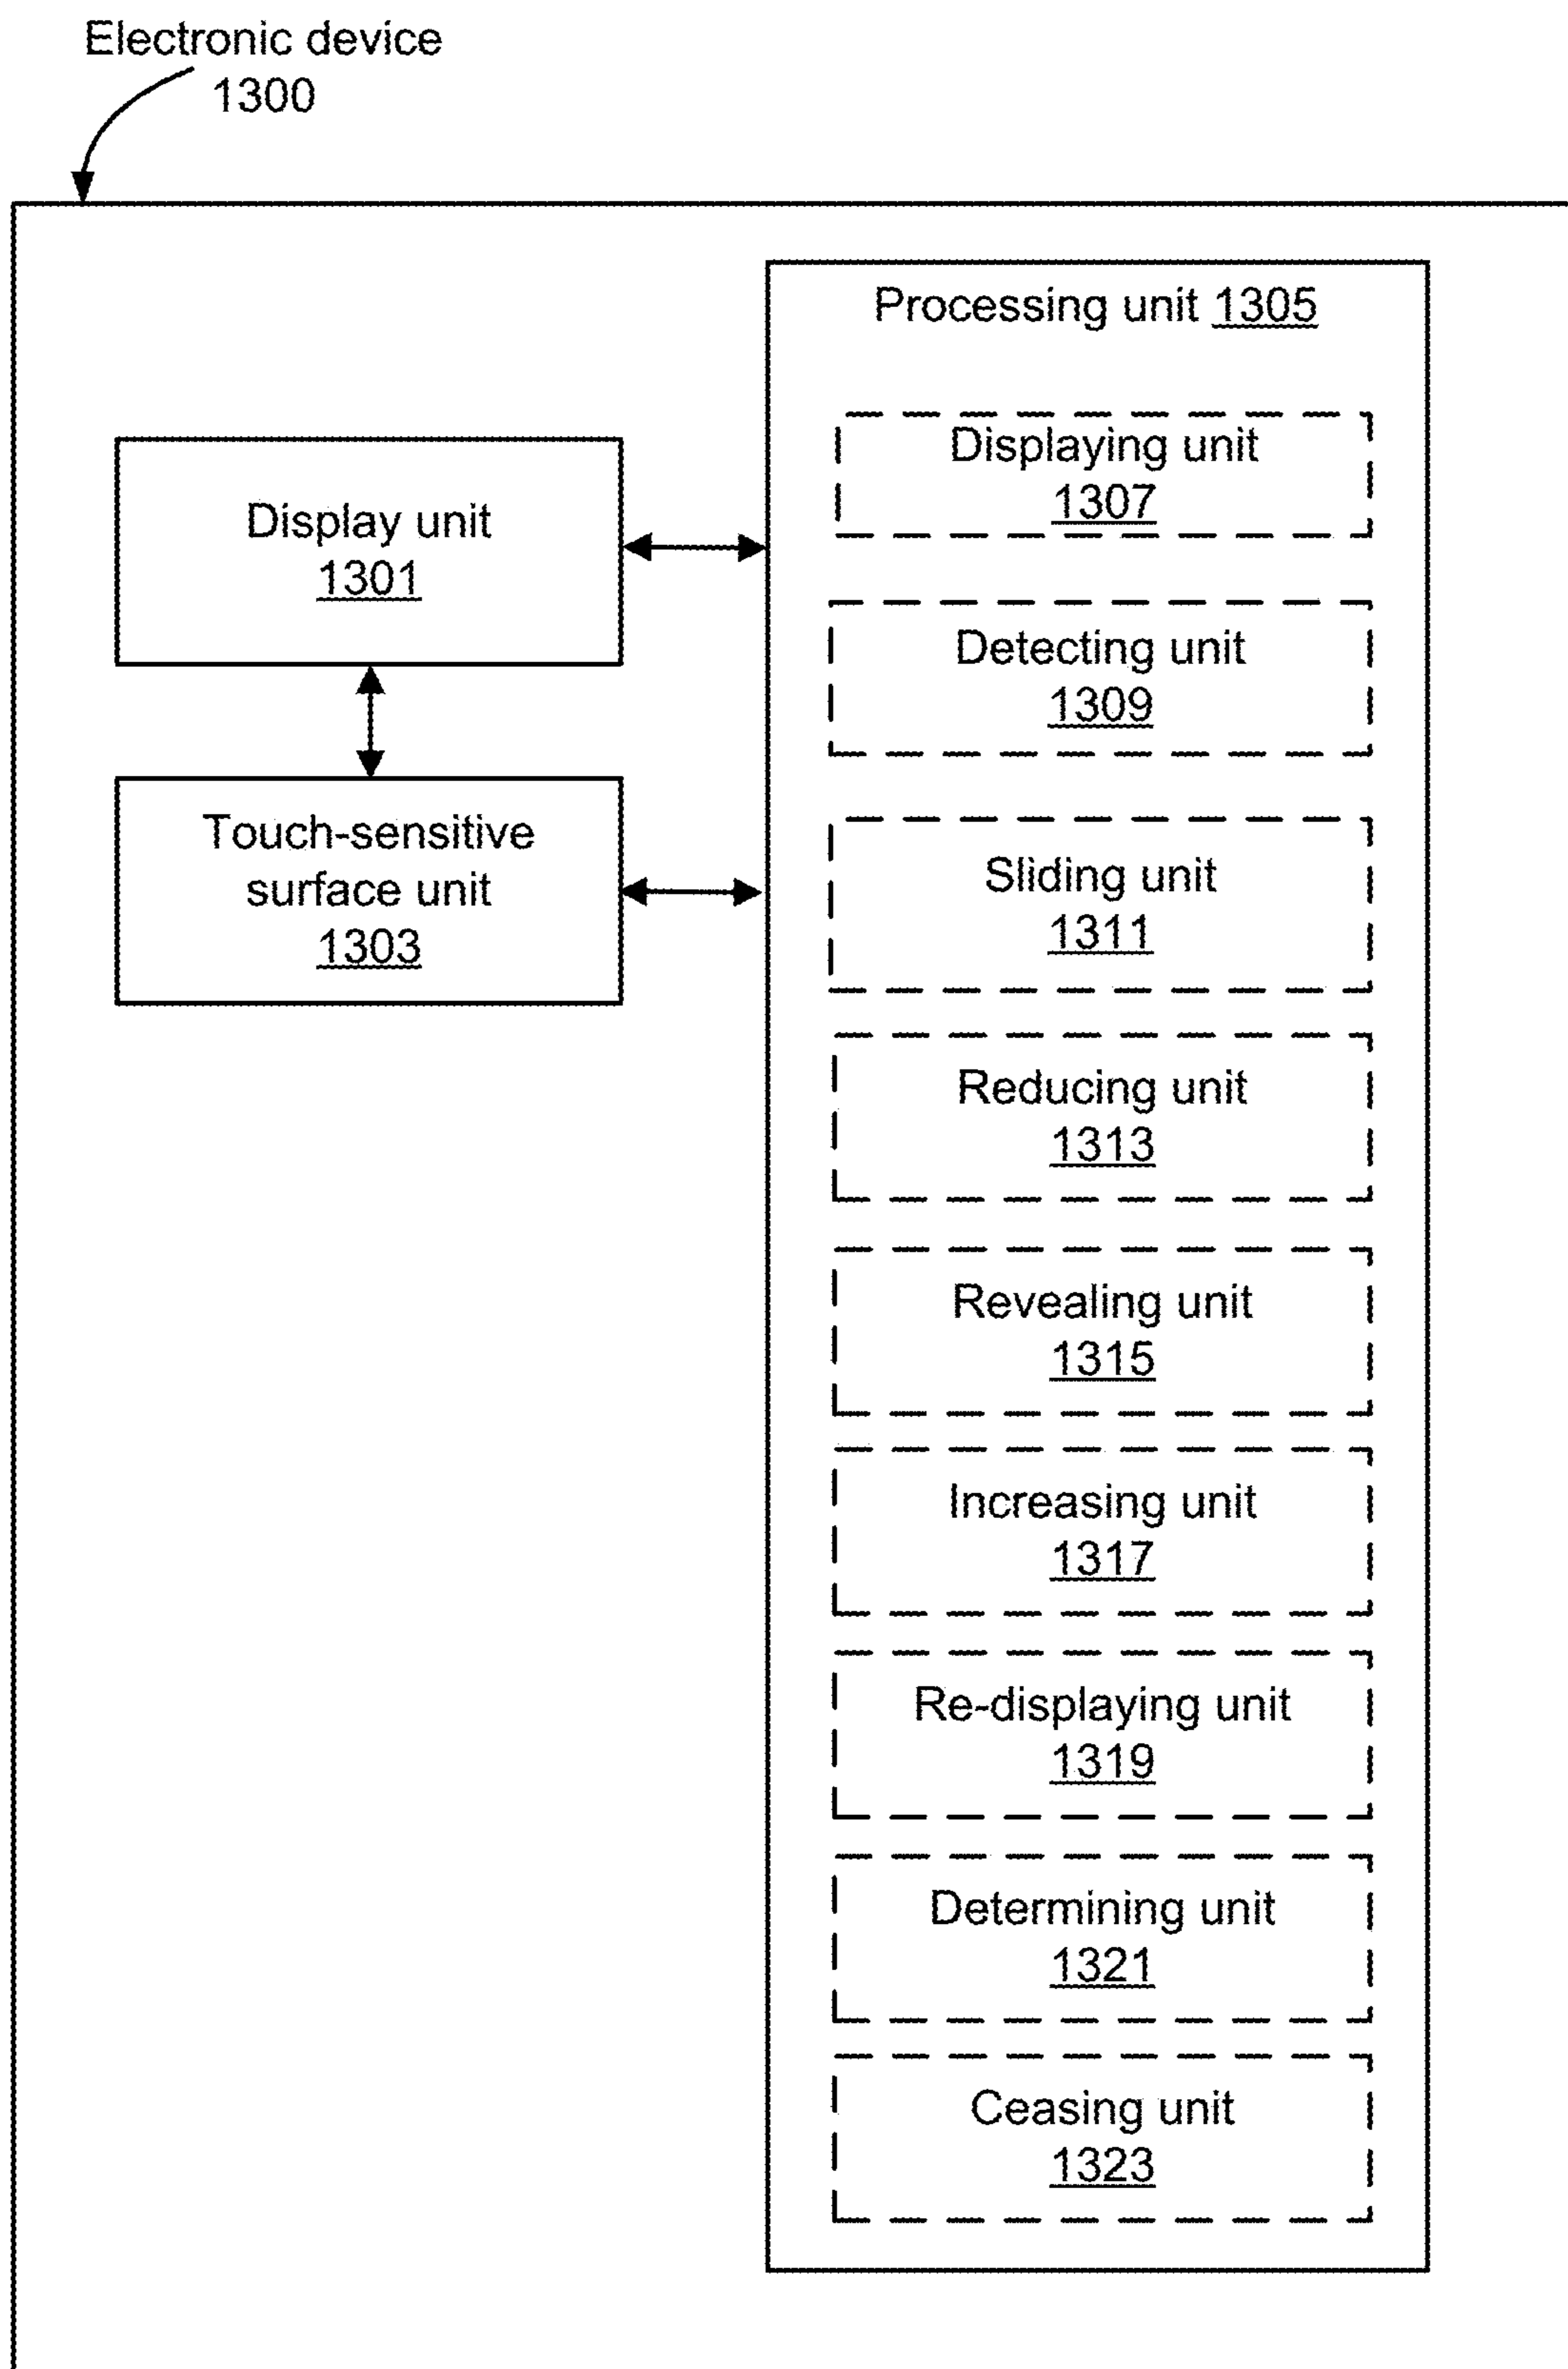 Electronic device
1300
Processing unit 1305
Displaying unit
1307
Display unit
1301
Detecting unit
1309
Touch-sensitive
surface unit
1303
Sliding unit
1311
Reducing unit
1313
Revealing unit
1315
Increasing unit
1317
Re-displaying unit
1319
Determining unit
1321
Ceasing unit
1323